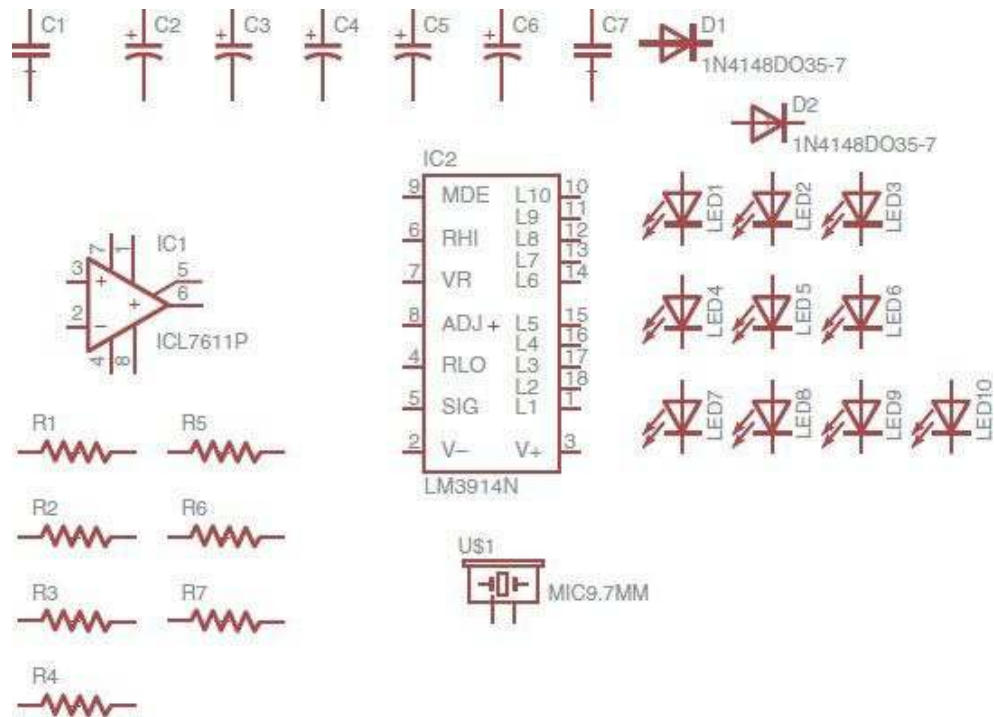 C1 C2 C3 C4 C5 C6 C7 D1
+ + + + +
1N4148DO35-7
D2
1N4148DO35-7
IC2
9 MDE L10 10
L9 11
6 RHI L8 12
L7 13
7 VR L6 14
8 ADJ + L5 15
L4 16
4 RLO L3 17
L2 18
5 SIG L1 1
2 V− V+ 3
LM3914N
LED1 LED2 LED3
LED4 LED5 LED6
LED7 LED8 LED9 LED10
IC1
7 1
3 + 5
+ 6
2 −
4 8
ICL7611P
R1 R5
R2 R6
R3 R7
R4
U$1
MIC9.7MM